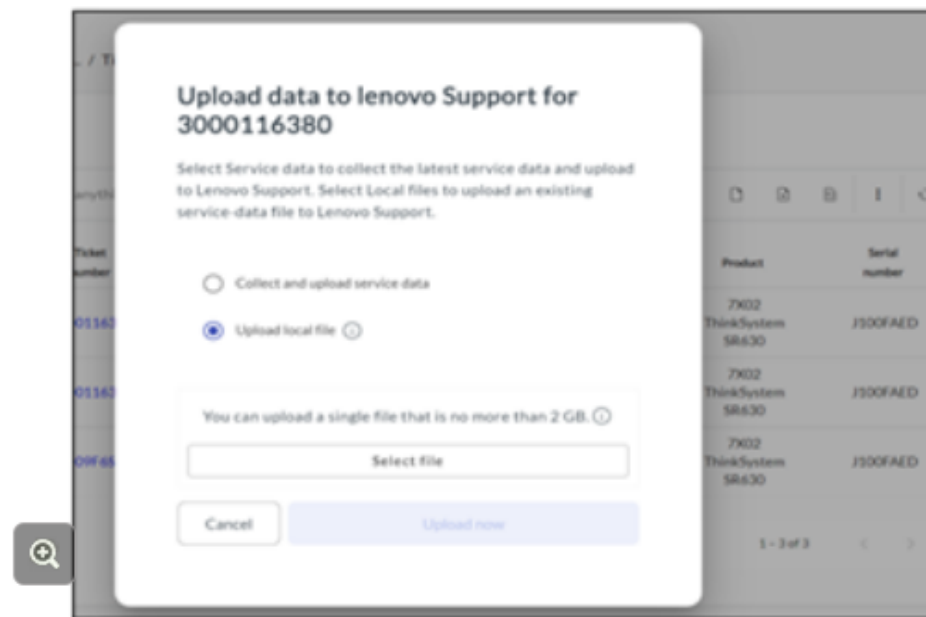 Upload data to lenovo Support for
3000116380
Select Service data to collect the latest service data and upload
to Lenovo Support. Select Local files to upload an existing
service-data file to Lenovo Support.
Collect and upload service data
Upload local file
You can upload a single file that is no more than 2 GB.
Select file
Cancel
Upload now
Ticket
number
Product
Serial
number
7X02
ThinkSystem
SR630
J100FAED
7X02
ThinkSystem
SR630
J100FAED
7X02
ThinkSystem
SR630
J100FAED
1 - 3 of 3